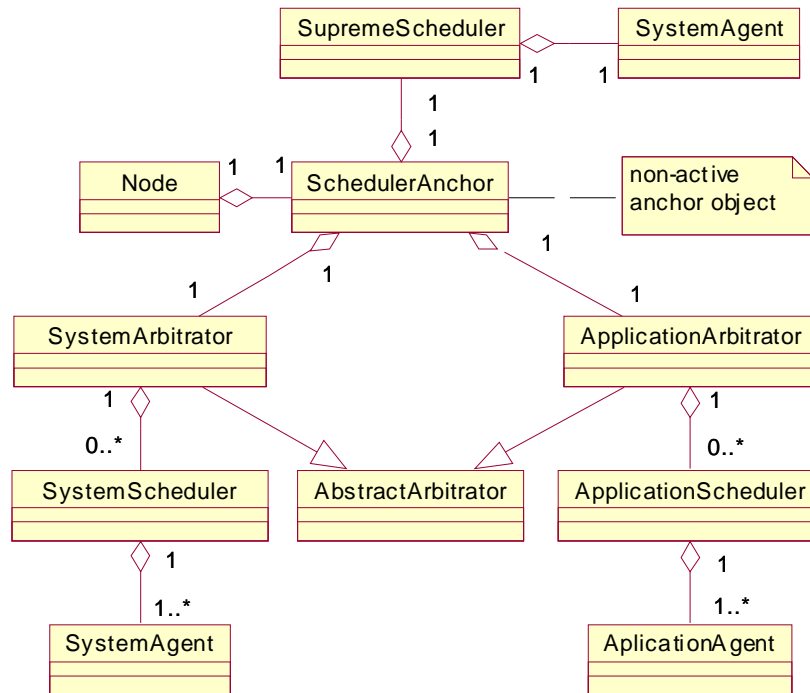 SupremeScheduler
SystemAgent
1
1
1
1
Node
1
1
SchedulerAnchor
non-active
anchor object
1
1
1
1
SystemArbitrator
ApplicationArbitrator
1
1
0..*
0..*
SystemScheduler
AbstractArbitrator
ApplicationScheduler
1
1
1..*
1..*
SystemAgent
AplicationAgent